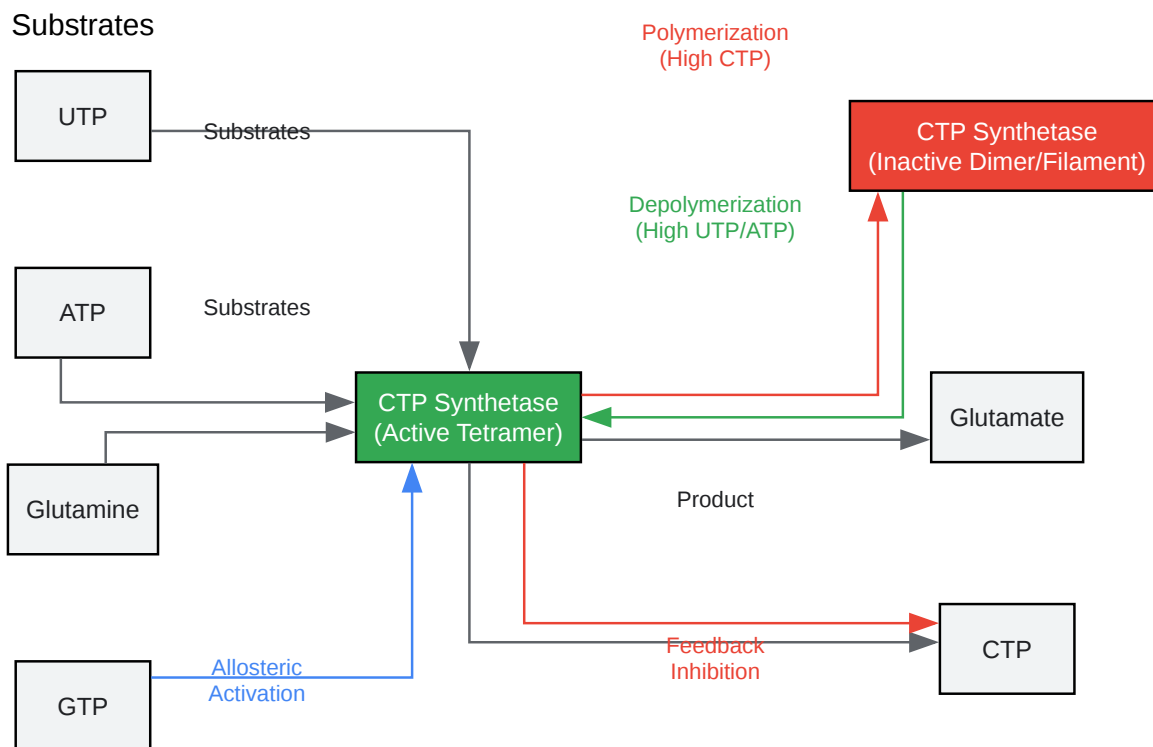 Substrates
Polymerization
(High CTP)
UTP
Substrates
CTP Synthetase
(Inactive Dimer/Filament)
Depolymerization
(High UTP/ATP)
ATP
Substrates
CTP Synthetase
(Active Tetramer)
Glutamate
Glutamine
Product
Feedback
Inhibition
CTP
Allosteric
Activation
GTP